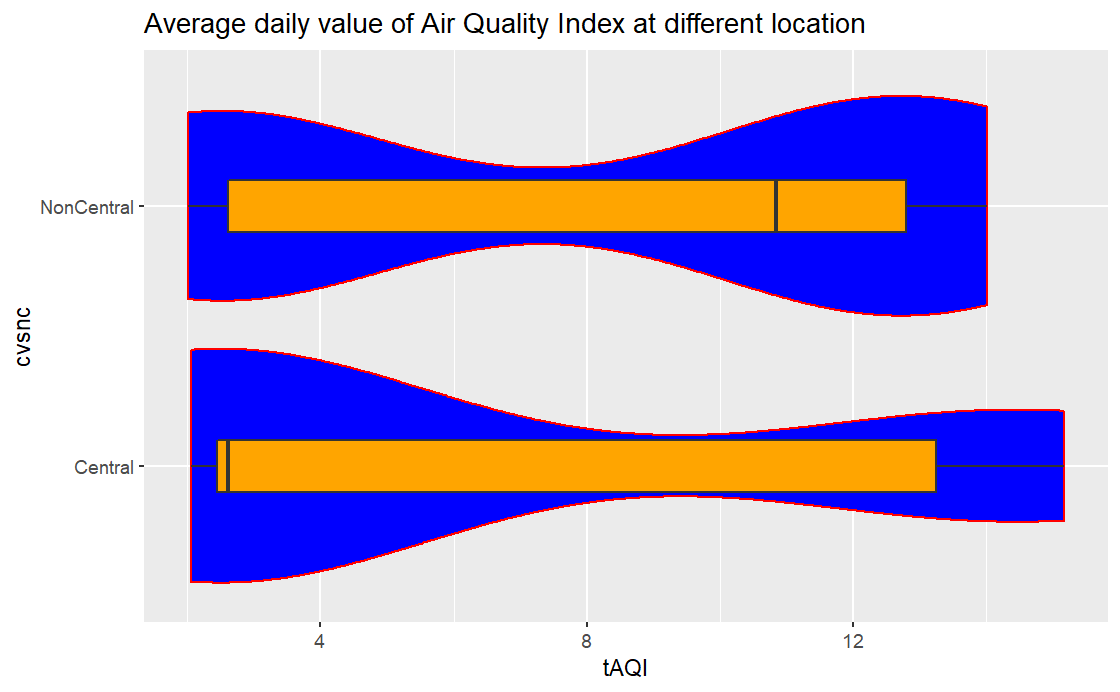 Average daily value of Air Quality Index at different location
NonCentral
cvsnc
Central
4 8 12
tAQI